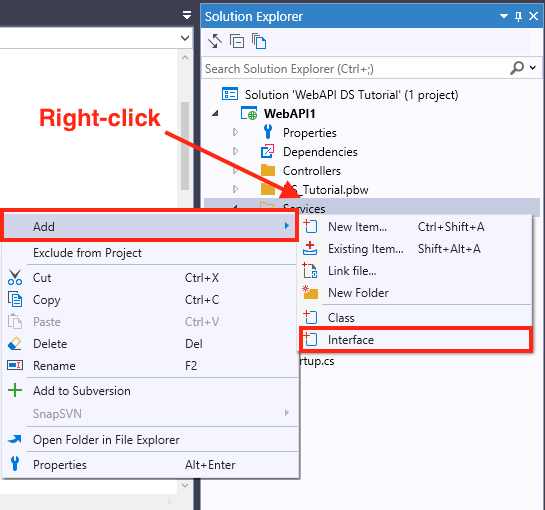 Solution Explorer
Search Solution Explorer (Ctrl+;)
Solution 'WebAPI DS Tutorial' (1 project)
WebAPI1
Right-click
Properties
Dependencies
Controllers
S_Tutorial.pbw
Services
Add
Exclude from Project
Cut Ctrl+X
Copy Ctrl+C
Paste Ctrl+V
Delete Del
Rename F2
Add to Subversion
SnapSVN
Open Folder in File Explorer
Properties Alt+Enter
New Item... Ctrl+Shift+A
Existing Item... Shift+Alt+A
Link file...
New Folder
Class
Interface
rtup.cs